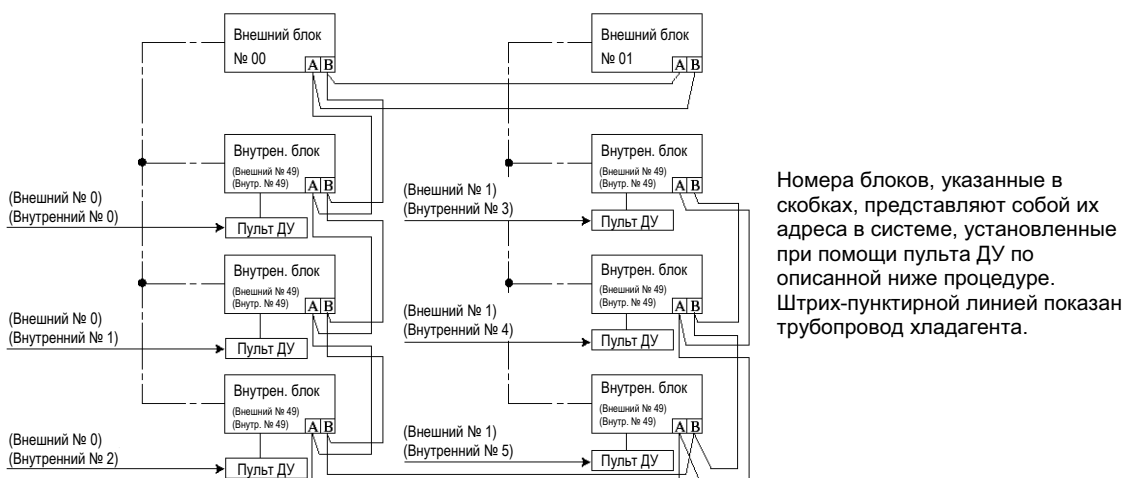 Внешний блок
№ 00
A B
Внешний блок
№ 01
A B
Внутрен. блок
(Внешний № 49)
(Внутр. № 49)
A B
(Внешний № 0)
(Внутренний № 0)
Пульт ДУ
Внутрен. блок
(Внешний № 49)
(Внутр. № 49)
A B
(Внешний № 1)
(Внутренний № 3)
Пульт ДУ
Внутрен. блок
(Внешний № 49)
(Внутр. № 49)
A B
(Внешний № 0)
(Внутренний № 1)
Пульт ДУ
Внутрен. блок
(Внешний № 49)
(Внутр. № 49)
A B
(Внешний № 1)
(Внутренний № 4)
Пульт ДУ
Внутрен. блок
(Внешний № 49)
(Внутр. № 49)
A B
(Внешний № 0)
(Внутренний № 2)
Пульт ДУ
Внутрен. блок
(Внешний № 49)
(Внутр. № 49)
A B
(Внешний № 1)
(Внутренний № 5)
Пульт ДУ
Номера блоков, указанные в
скобках, представляют собой их
адреса в системе, установленные
при помощи пульта ДУ по
описанной ниже процедуре.
Штрих-пунктирной линией показан
трубопровод хладагента.